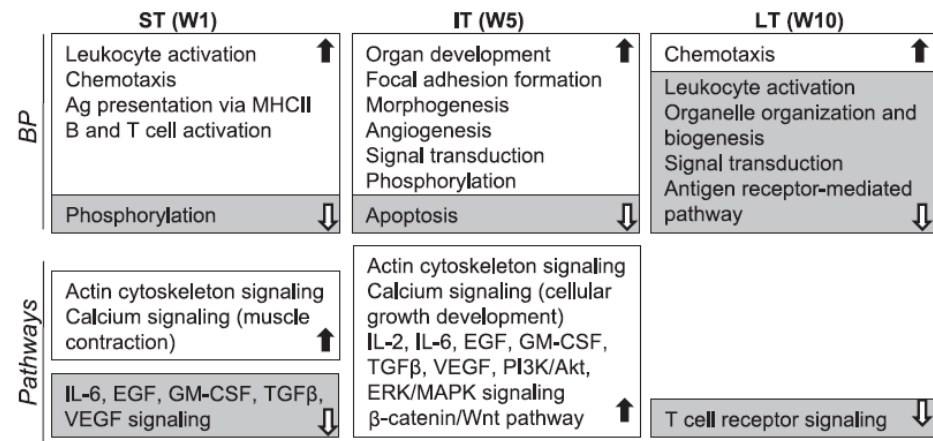 ST (W1)
IT (W5)
LT (W10)
BP
Leukocyte activation
Chemotaxis
Ag presentation via MHCII
B and T cell activation
Phosphorylation
Organ development
Focal adhesion formation
Morphogenesis
Angiogenesis
Signal transduction
Phosphorylation
Apoptosis
Chemotaxis
Leukocyte activation
Organelle organization and
biogenesis
Signal transduction
Antigen receptor-mediated
pathway
Pathways
Actin cytoskeleton signaling
Calcium signaling (muscle
contraction)
IL-6, EGF, GM-CSF, TGFβ,
VEGF signaling
Actin cytoskeleton signaling
Calcium signaling (cellular
growth development)
IL-2, IL-6, EGF, GM-CSF,
TGFβ, VEGF, PI3K/Akt,
ERK/MAPK signaling
β-catenin/Wnt pathway
T cell receptor signaling